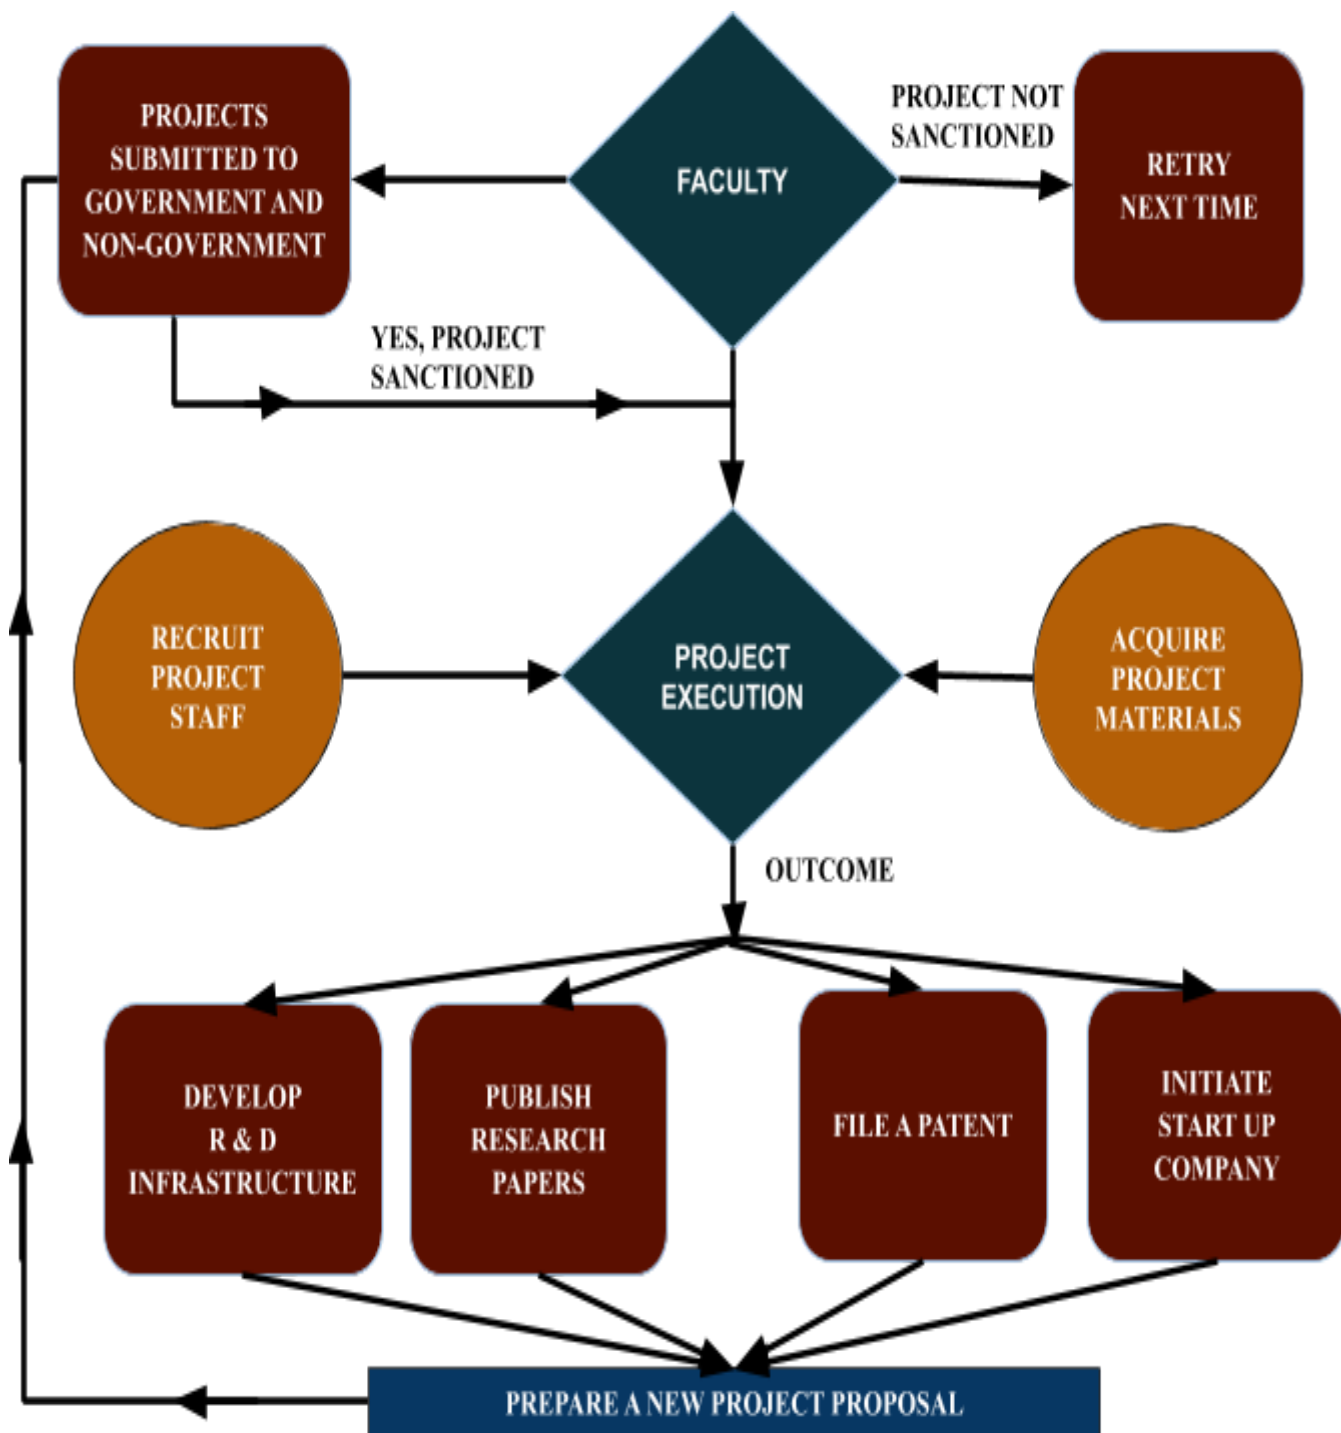 PROJECTS
SUBMITTED TO
GOVERNMENT AND
NON-GOVERNMENT
FACULTY
PROJECT NOT
SANCTIONED
RETRY
NEXT TIME
YES, PROJECT
SANCTIONED
RECRUIT
PROJECT
STAFF
PROJECT
EXECUTION
ACQUIRE
PROJECT
MATERIALS
OUTCOME
DEVELOP
R & D
INFRASTRUCTURE
PUBLISH
RESEARCH
PAPERS
FILE A PATENT
INITIATE
START UP
COMPANY
PREPARE A NEW PROJECT PROPOSAL